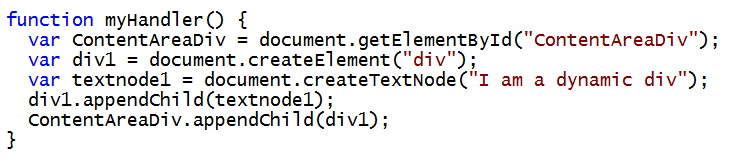 function myHandler() {
  var ContentAreaDiv = document.getElementById("ContentAreaDiv");
  var div1 = document.createElement("div");
  var textnode1 = document.createTextNode("I am a dynamic div");
  div1.appendChild(textnode1);
  ContentAreaDiv.appendChild(div1);
}